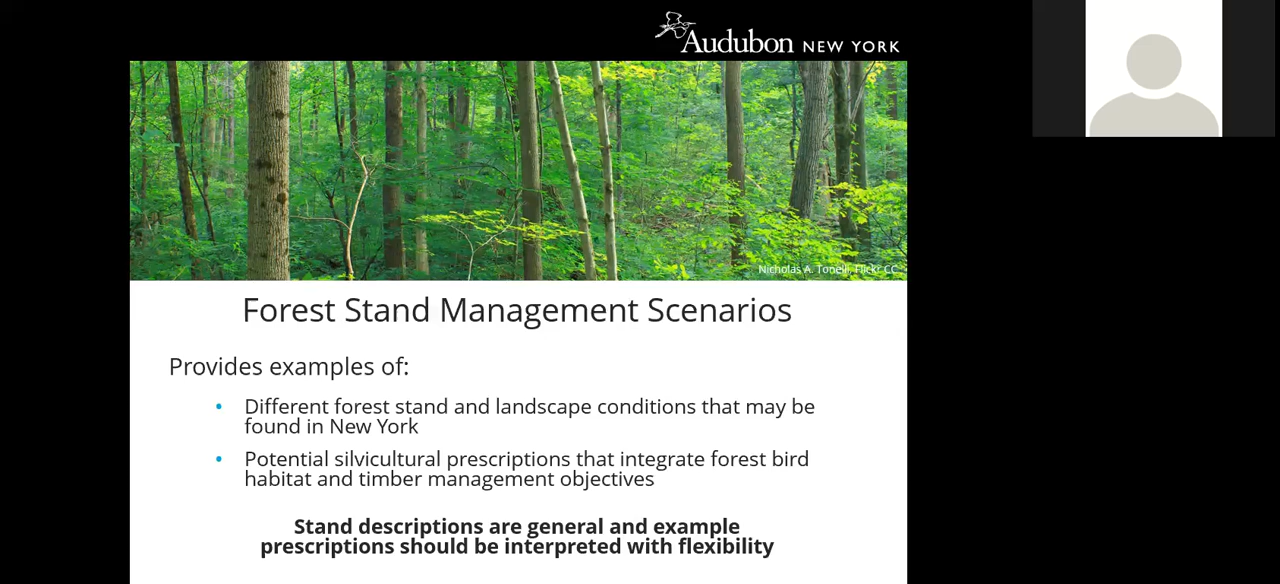 Audubon NEW YORK
Nicholas A. Tonelli, Flickr CC
Forest Stand Management Scenarios
Provides examples of:
• Different forest stand and landscape conditions that may be
found in New York
• Potential silvicultural prescriptions that integrate forest bird
habitat and timber management objectives
Stand descriptions are general and example
prescriptions should be interpreted with flexibility